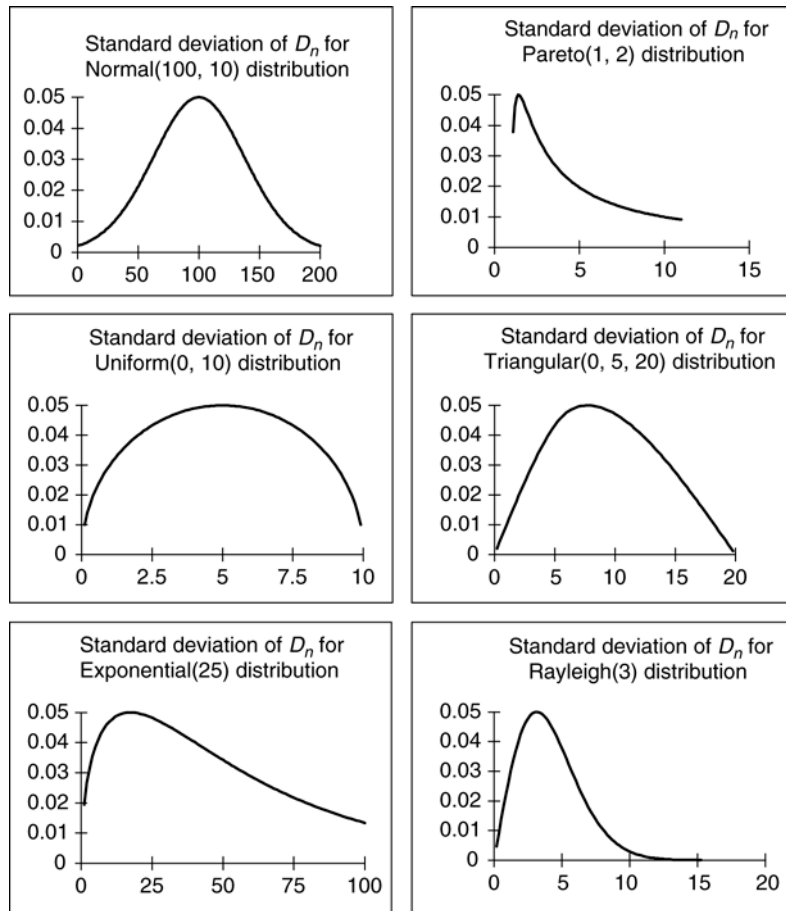 Standard deviation of Dn for
Normal(100, 10) distribution
0.05
0.04
0.03
0.02
0.01
0
0 50 100 150 200
Standard deviation of Dn for
Pareto(1, 2) distribution
0.05
0.04
0.03
0.02
0.01
0
0 5 10 15
Standard deviation of Dn for
Uniform(0, 10) distribution
0.05
0.04
0.03
0.02
0.01
0
0 2.5 5 7.5 10
Standard deviation of Dn for
Triangular(0, 5, 20) distribution
0.05
0.04
0.03
0.02
0.01
0
0 5 10 15 20
Standard deviation of Dn for
Exponential(25) distribution
0.05
0.04
0.03
0.02
0.01
0
0 25 50 75 100
Standard deviation of Dn for
Rayleigh(3) distribution
0.05
0.04
0.03
0.02
0.01
0
0 5 10 15 20